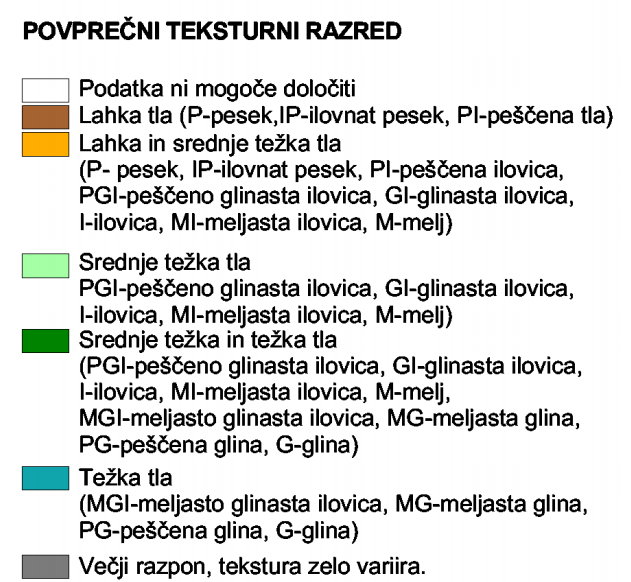 POVPREČNI TEKSTURNI RAZRED
Podatka ni mogoče določiti
Lahka tla (P-pesek,IP-ilovnat pesek, PI-peščena tla)
Lahka in srednje težka tla
(P- pesek, IP-ilovnat pesek, PI-peščena ilovica,
PGI-peščeno glinasta ilovica, GI-glinasta ilovica,
I-ilovica, MI-meljasta ilovica, M-melj)
Srednje težka tla
PGI-peščeno glinasta ilovica, GI-glinasta ilovica,
I-ilovica, MI-meljasta ilovica, M-melj)
Srednje težka in težka tla
(PGI-peščeno glinasta ilovica, GI-glinasta ilovica,
I-ilovica, MI-meljasta ilovica, M-melj,
MGI-meljasto glinasta ilovica, MG-meljasta glina,
PG-peščena glina, G-glina)
Težka tla
(MGI-meljasto glinasta ilovica, MG-meljasta glina,
PG-peščena glina, G-glina)
Večji razpon, tekstura zelo variira.